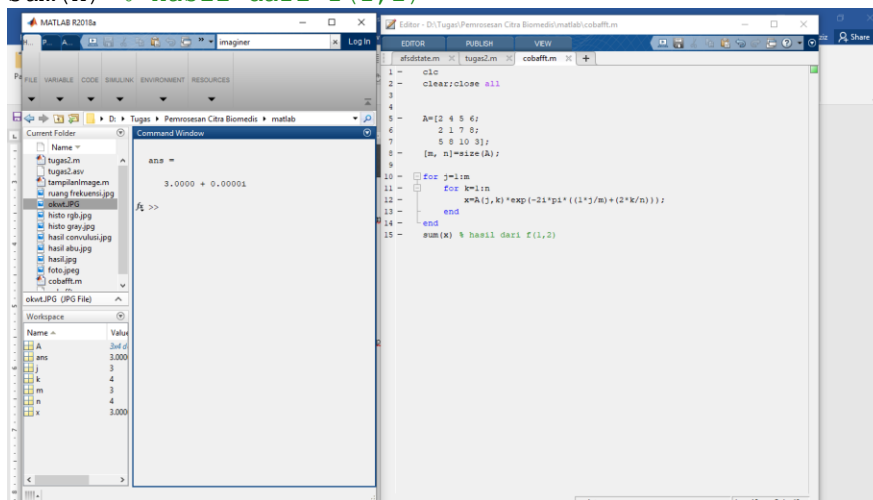 MATLAB R2018a
H... P... A... imaginer Log In
FILE VARIABLE CODE SIMULINK ENVIRONMENT RESOURCES
D: Tugas Pemrosesan Citra Biomedis matlab
Current Folder
Name
tugas2.m
tugas2.asv
tampilanImage.m
ruang frekuensi.jpg
okwt.JPG
histo rgb.jpg
histo gray.jpg
hasil convulusi.jpg
hasil abu.jpg
hasil.jpg
foto.jpeg
cobafft.m
okwt.JPG (JPG File)
Workspace
Name Value
A 3x4 d
ans 3.000
j 3
k 4
m 3
n 4
x 3.000
Command Window
ans =
3.0000 + 0.0000i
fx >>
Editor - D:\Tugas\Pemrosesan Citra Biomedis\matlab\cobafft.m
EDITOR PUBLISH VIEW
afsdstate.m tugas2.m cobafft.m +
1 - clc
2 - clear;close all
3
4
5 - A=[2 4 5 6;
6 2 1 7 8;
7 5 8 10 3];
8 - [m, n]=size(A);
9
10 - for j=1:m
11 - for k=1:n
12 - x=A(j,k)*exp(-2i*pi*((1*j/m)+(2*k/n)));
13 - end
14 - end
15 - sum(x) % hasil dari f(1,2)
Share